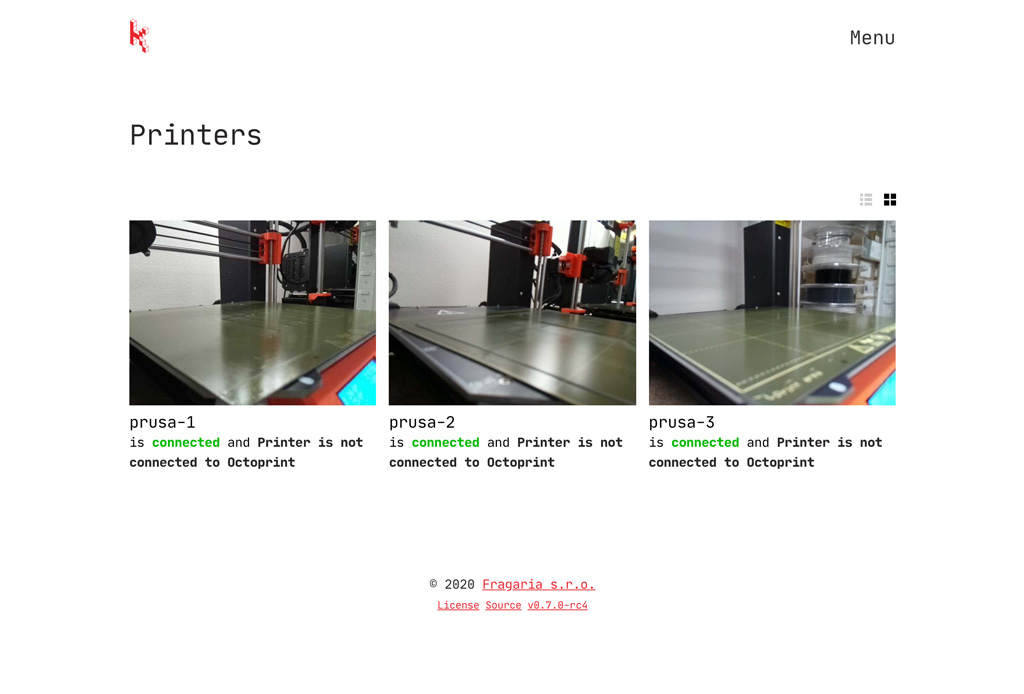 Menu
Printers
prusa-1
is connected and Printer is not
connected to Octoprint
prusa-2
is connected and Printer is not
connected to Octoprint
prusa-3
is connected and Printer is not
connected to Octoprint
© 2020 Fragaria s.r.o.
License Source v0.7.0-rc4